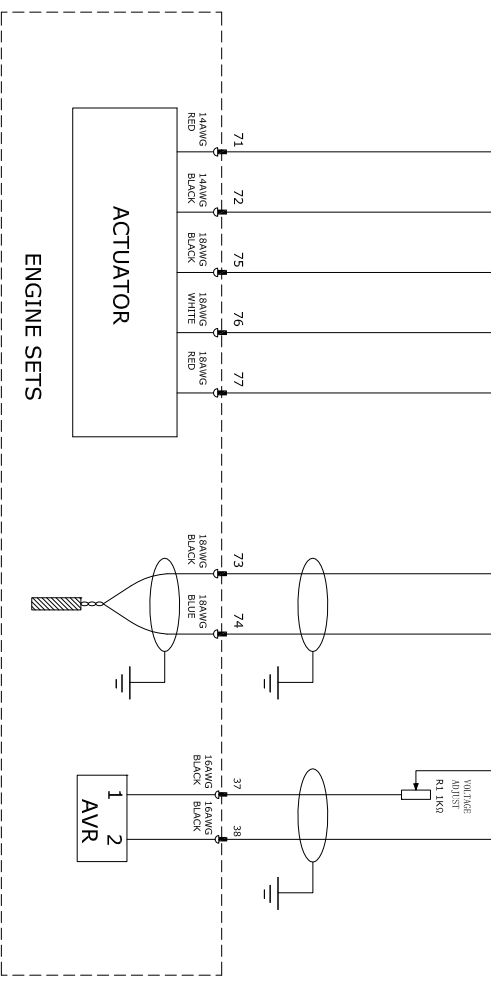 71
14AWG
RED
72
14AWG
BLACK
75
18AWG
BLACK
76
18AWG
WHITE
77
18AWG
RED
ACTUATOR
ENGINE SETS
73
18AWG
BLACK
74
18AWG
BLUE
37
16AWG
BLACK
38
16AWG
BLACK
1
2
AVR
VOLTAGE
ADJUST
R1 1KΩ